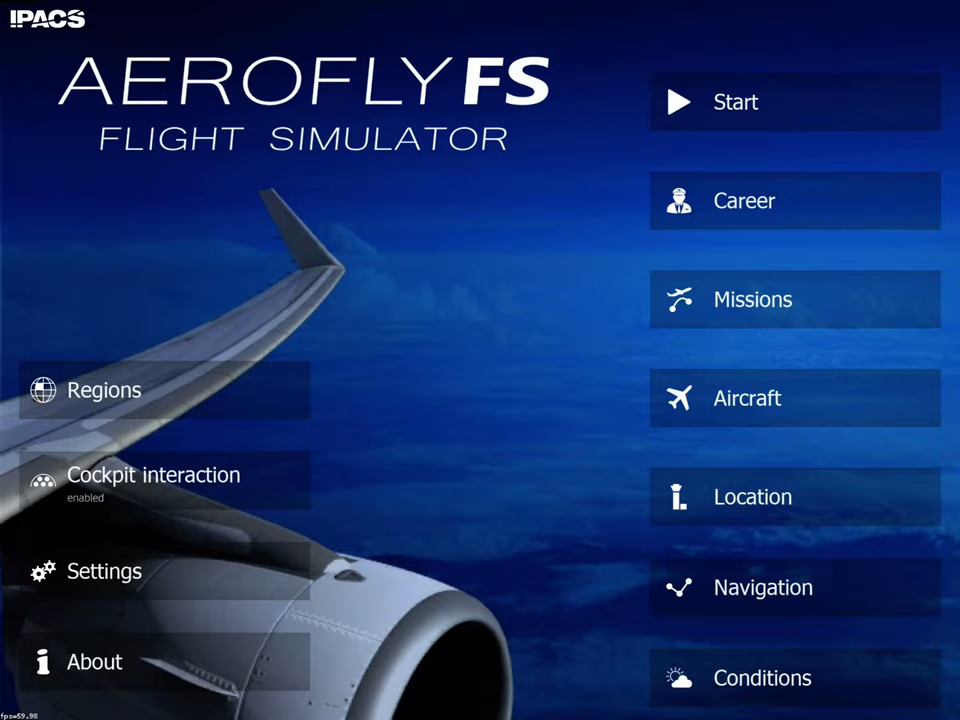 IPACS
AEROFLY FS
FLIGHT SIMULATOR
Start
Career
Missions
Aircraft
Location
Navigation
Conditions
Regions
Cockpit interaction
enabled
Settings
About
fps=59.98